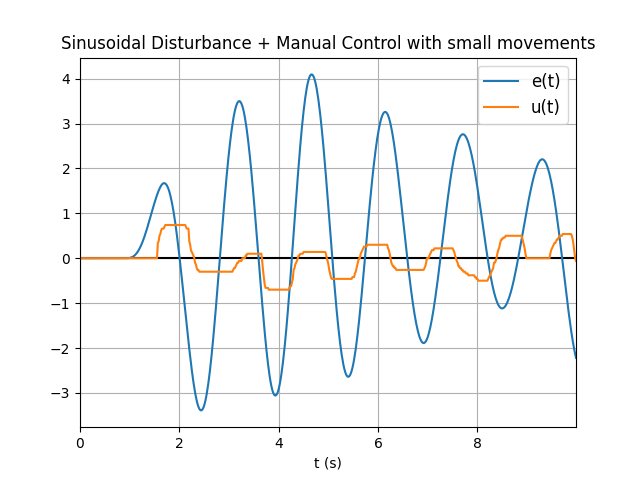 Sinusoidal Disturbance + Manual Control with small movements
e(t)
u(t)
4
3
2
1
0
−1
−2
−3
0 2 4 6 8
t (s)